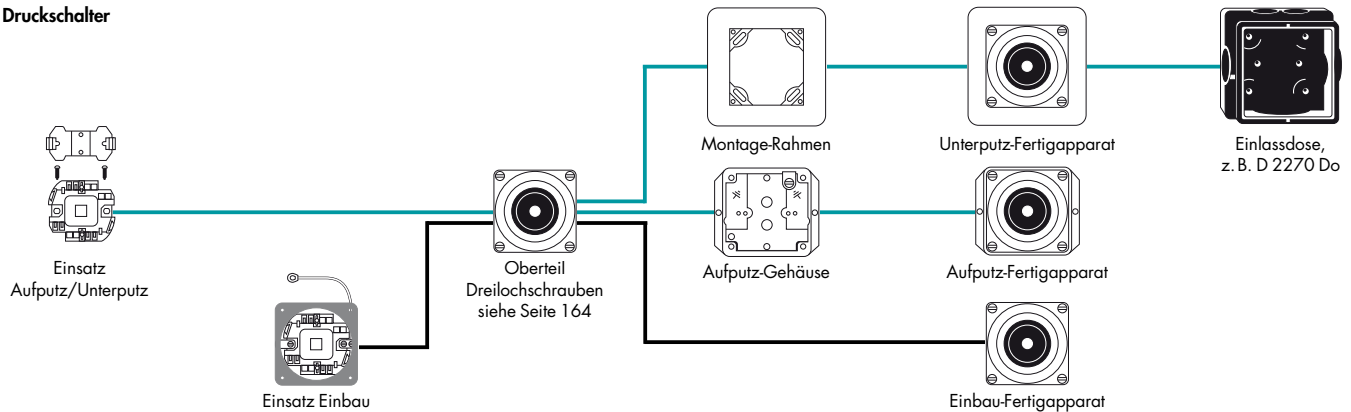 Druckschalter
Montage-Rahmen
Unterputz-Fertigapparat
Einlassdose,
z. B. D 2270 Do
Einsatz
Aufputz/Unterputz
Oberteil
Dreilochschrauben
siehe Seite 164
Aufputz-Gehäuse
Aufputz-Fertigapparat
Einsatz Einbau
Einbau-Fertigapparat